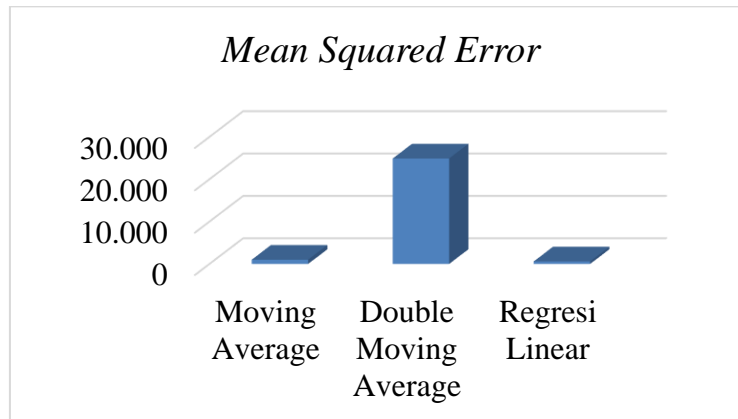 Mean Squared Error
30.000
20.000
10.000
0
Moving
Average
Double
Moving
Average
Regresi
Linear